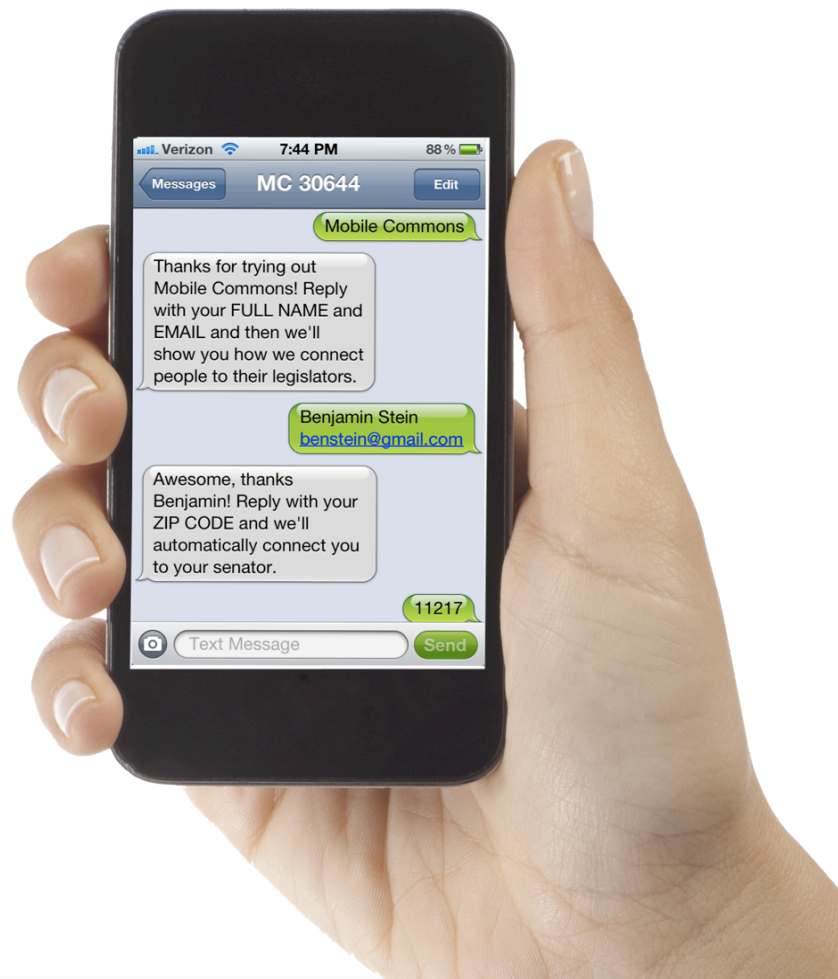 Verizon 7:44 PM 88%
Messages MC 30644 Edit
Mobile Commons
Thanks for trying out
Mobile Commons! Reply
with your FULL NAME and
EMAIL and then we'll
show you how we connect
people to their legislators.
Benjamin Stein
benstein@gmail.com
Awesome, thanks
Benjamin! Reply with your
ZIP CODE and we'll
automatically connect you
to your senator.
11217
Text Message Send